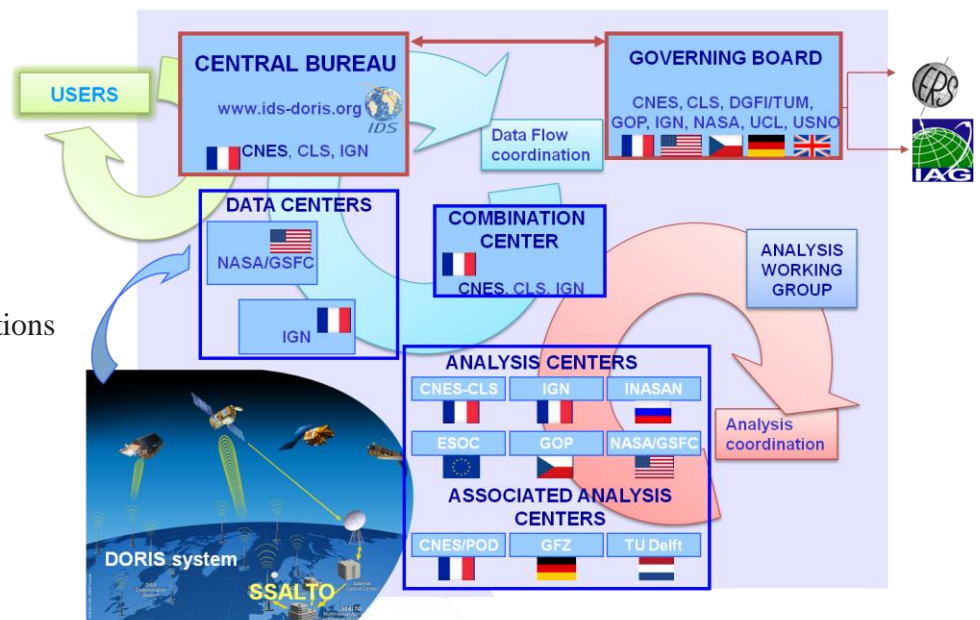 CENTRAL BUREAU
www.ids-doris.org
IDS
CNES, CLS, IGN
USERS
GOVERNING BOARD
CNES, CLS, DGFI/TUM,
GOP, IGN, NASA, UCL, USNO
ERS
IAG
Data Flow
coordination
DATA CENTERS
NASA/GSFC
IGN
COMBINATION
CENTER
CNES, CLS, IGN
ANALYSIS
WORKING
GROUP
tions
ANALYSIS CENTERS
CNES-CLS
IGN
INASAN
ESOC
GOP
NASA/GSFC
Analysis
coordination
ASSOCIATED ANALYSIS
CENTERS
CNES/POD
GFZ
TU Delft
DORIS system
SSALTO